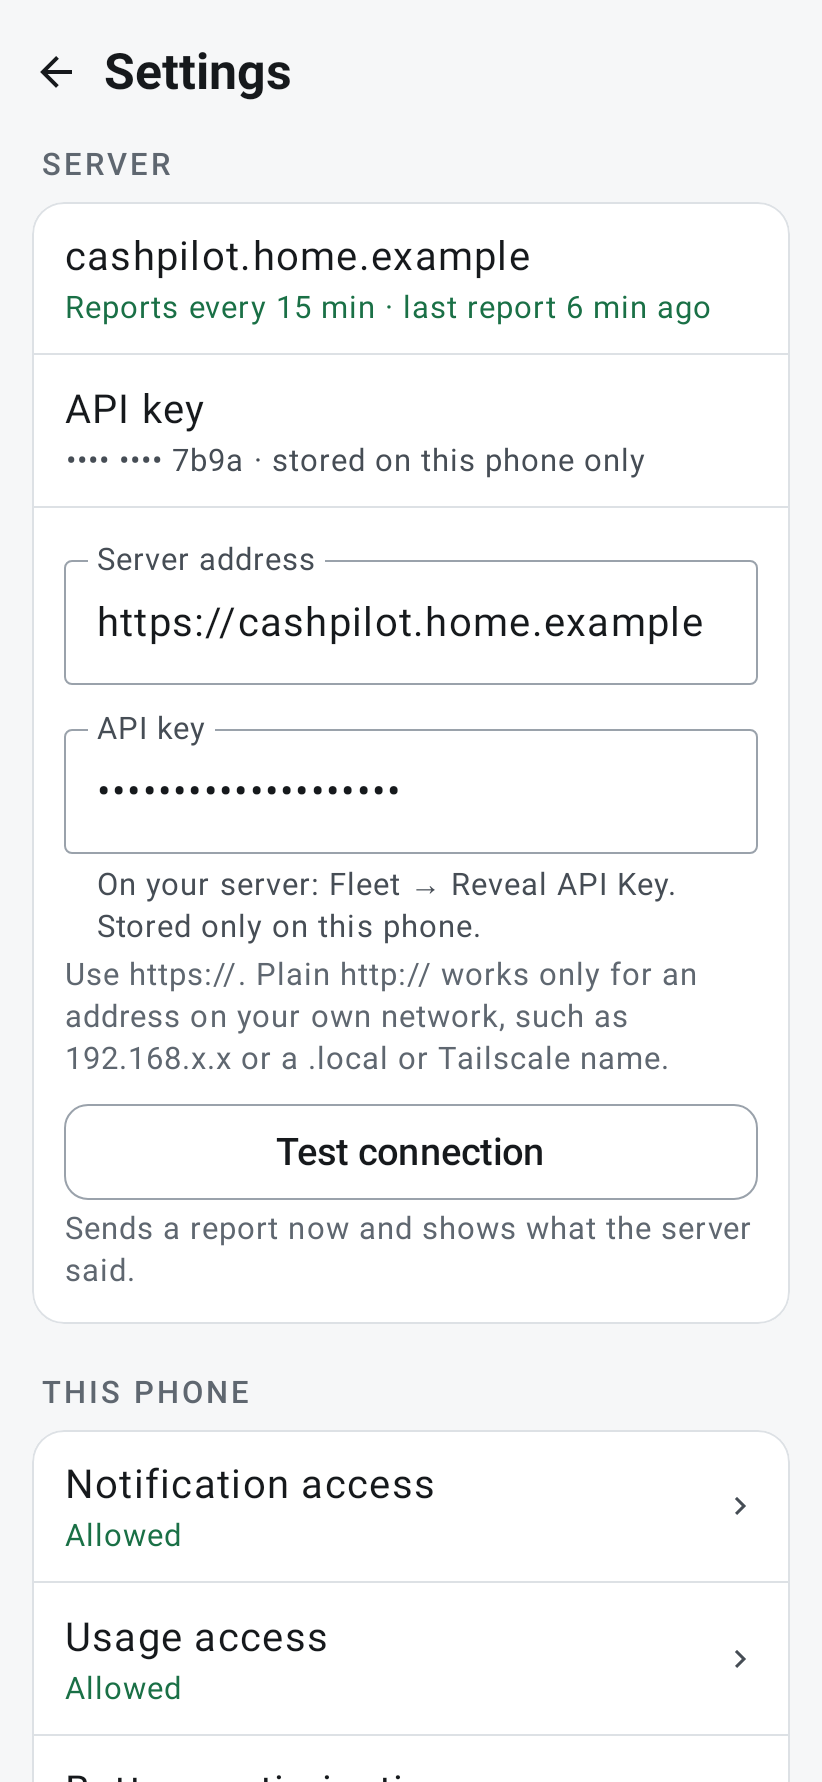 Settings
SERVER
cashpilot.home.example
Reports every 15 min · last report 6 min ago
API key
•••• •••• 7b9a · stored on this phone only
Server address
https://cashpilot.home.example
API key
••••••••••••••••••••
On your server: Fleet → Reveal API Key.
Stored only on this phone.
Use https://. Plain http:// works only for an
address on your own network, such as
192.168.x.x or a .local or Tailscale name.
Test connection
Sends a report now and shows what the server
said.
THIS PHONE
Notification access
Allowed
Usage access
Allowed